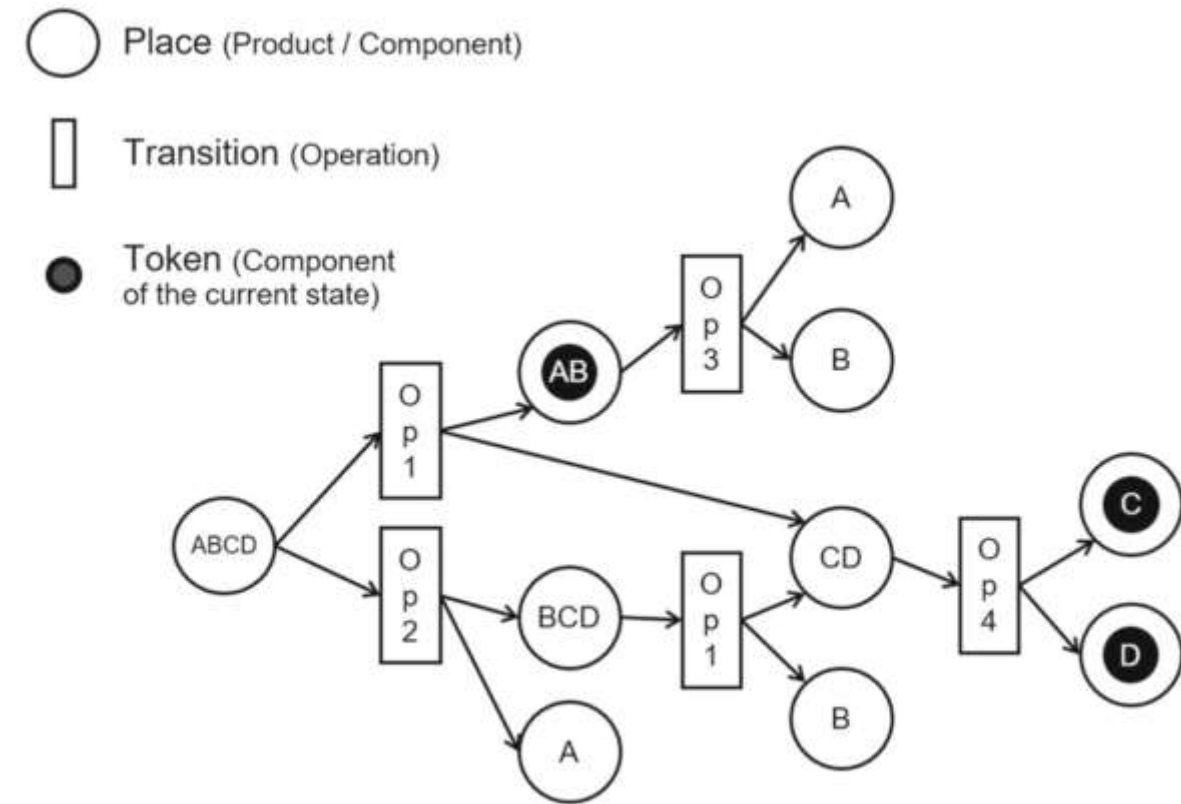 Place (Product / Component)
Transition (Operation)
Token (Component
of the current state)
A
O
p
3
AB
B
O
p
1
ABCD
C
O
p
2
CD
O
p
4
BCD
O
p
1
D
B
A